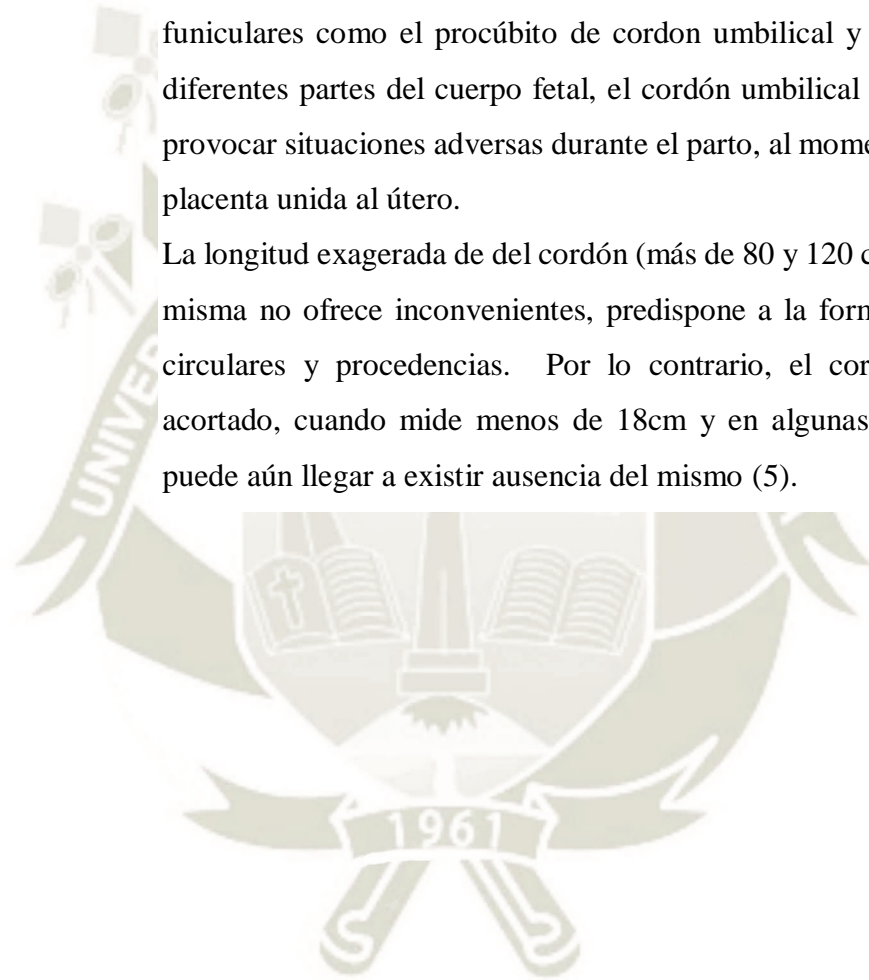 funiculares como el procúbito de cordon umbilical y
diferentes partes del cuerpo fetal, el cordón umbilical
provocar situaciones adversas durante el parto, al mome
placenta unida al útero.
La longitud exagerada de del cordón (más de 80 y 120 c
misma no ofrece inconvenientes, predispone a la form
circulares y procedencias. Por lo contrario, el cor
acortado, cuando mide menos de 18cm y en algunas
puede aún llegar a existir ausencia del mismo (5).
UNIVER
1961